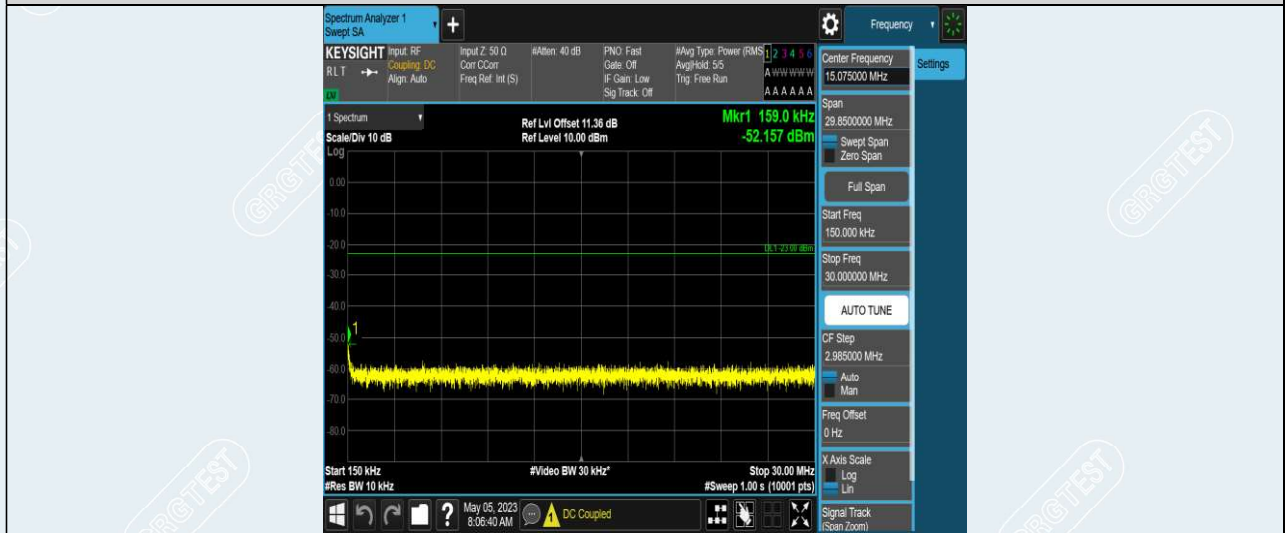 Spectrum Analyzer 1
Swept SA
+
Frequency
KEYSIGHT
RLT
Input: RF
Coupling: DC
Align: Auto
Input Z: 50 Ω
Corr CCorr
Freq Ref: Int (S)
#Atten: 40 dB
PNO: Fast
Gate: Off
IF Gain: Low
Sig Track: Off
#Avg Type: Power (RMS
Avg|Hold: 5/5
Trig: Free Run
1 2 3 4 5 6
A W W W W W
A A A A A A
1 Spectrum
Scale/Div 10 dB
Log
Ref Lvl Offset 11.36 dB
Ref Level 10.00 dBm
Mkr1 159.0 kHz
-52.157 dBm
0.00
-10.0
-20.0
DL1 -23.00 dBm
-30.0
-40.0
1
-50.0
-60.0
-70.0
-80.0
Start 150 kHz
#Res BW 10 kHz
#Video BW 30 kHz*
Stop 30.00 MHz
#Sweep 1.00 s (10001 pts)
?
May 05, 2023
8:06:40 AM
DC Coupled
Center Frequency
15.075000 MHz
Settings
Span
29.8500000 MHz
Swept Span
Zero Span
Full Span
Start Freq
150.000 kHz
Stop Freq
30.000000 MHz
AUTO TUNE
CF Step
2.985000 MHz
Auto
Man
Freq Offset
0 Hz
X Axis Scale
Log
Lin
Signal Track
(Span Zoom)
GRGTEST
GRGTEST
GRGTEST
GRGTEST